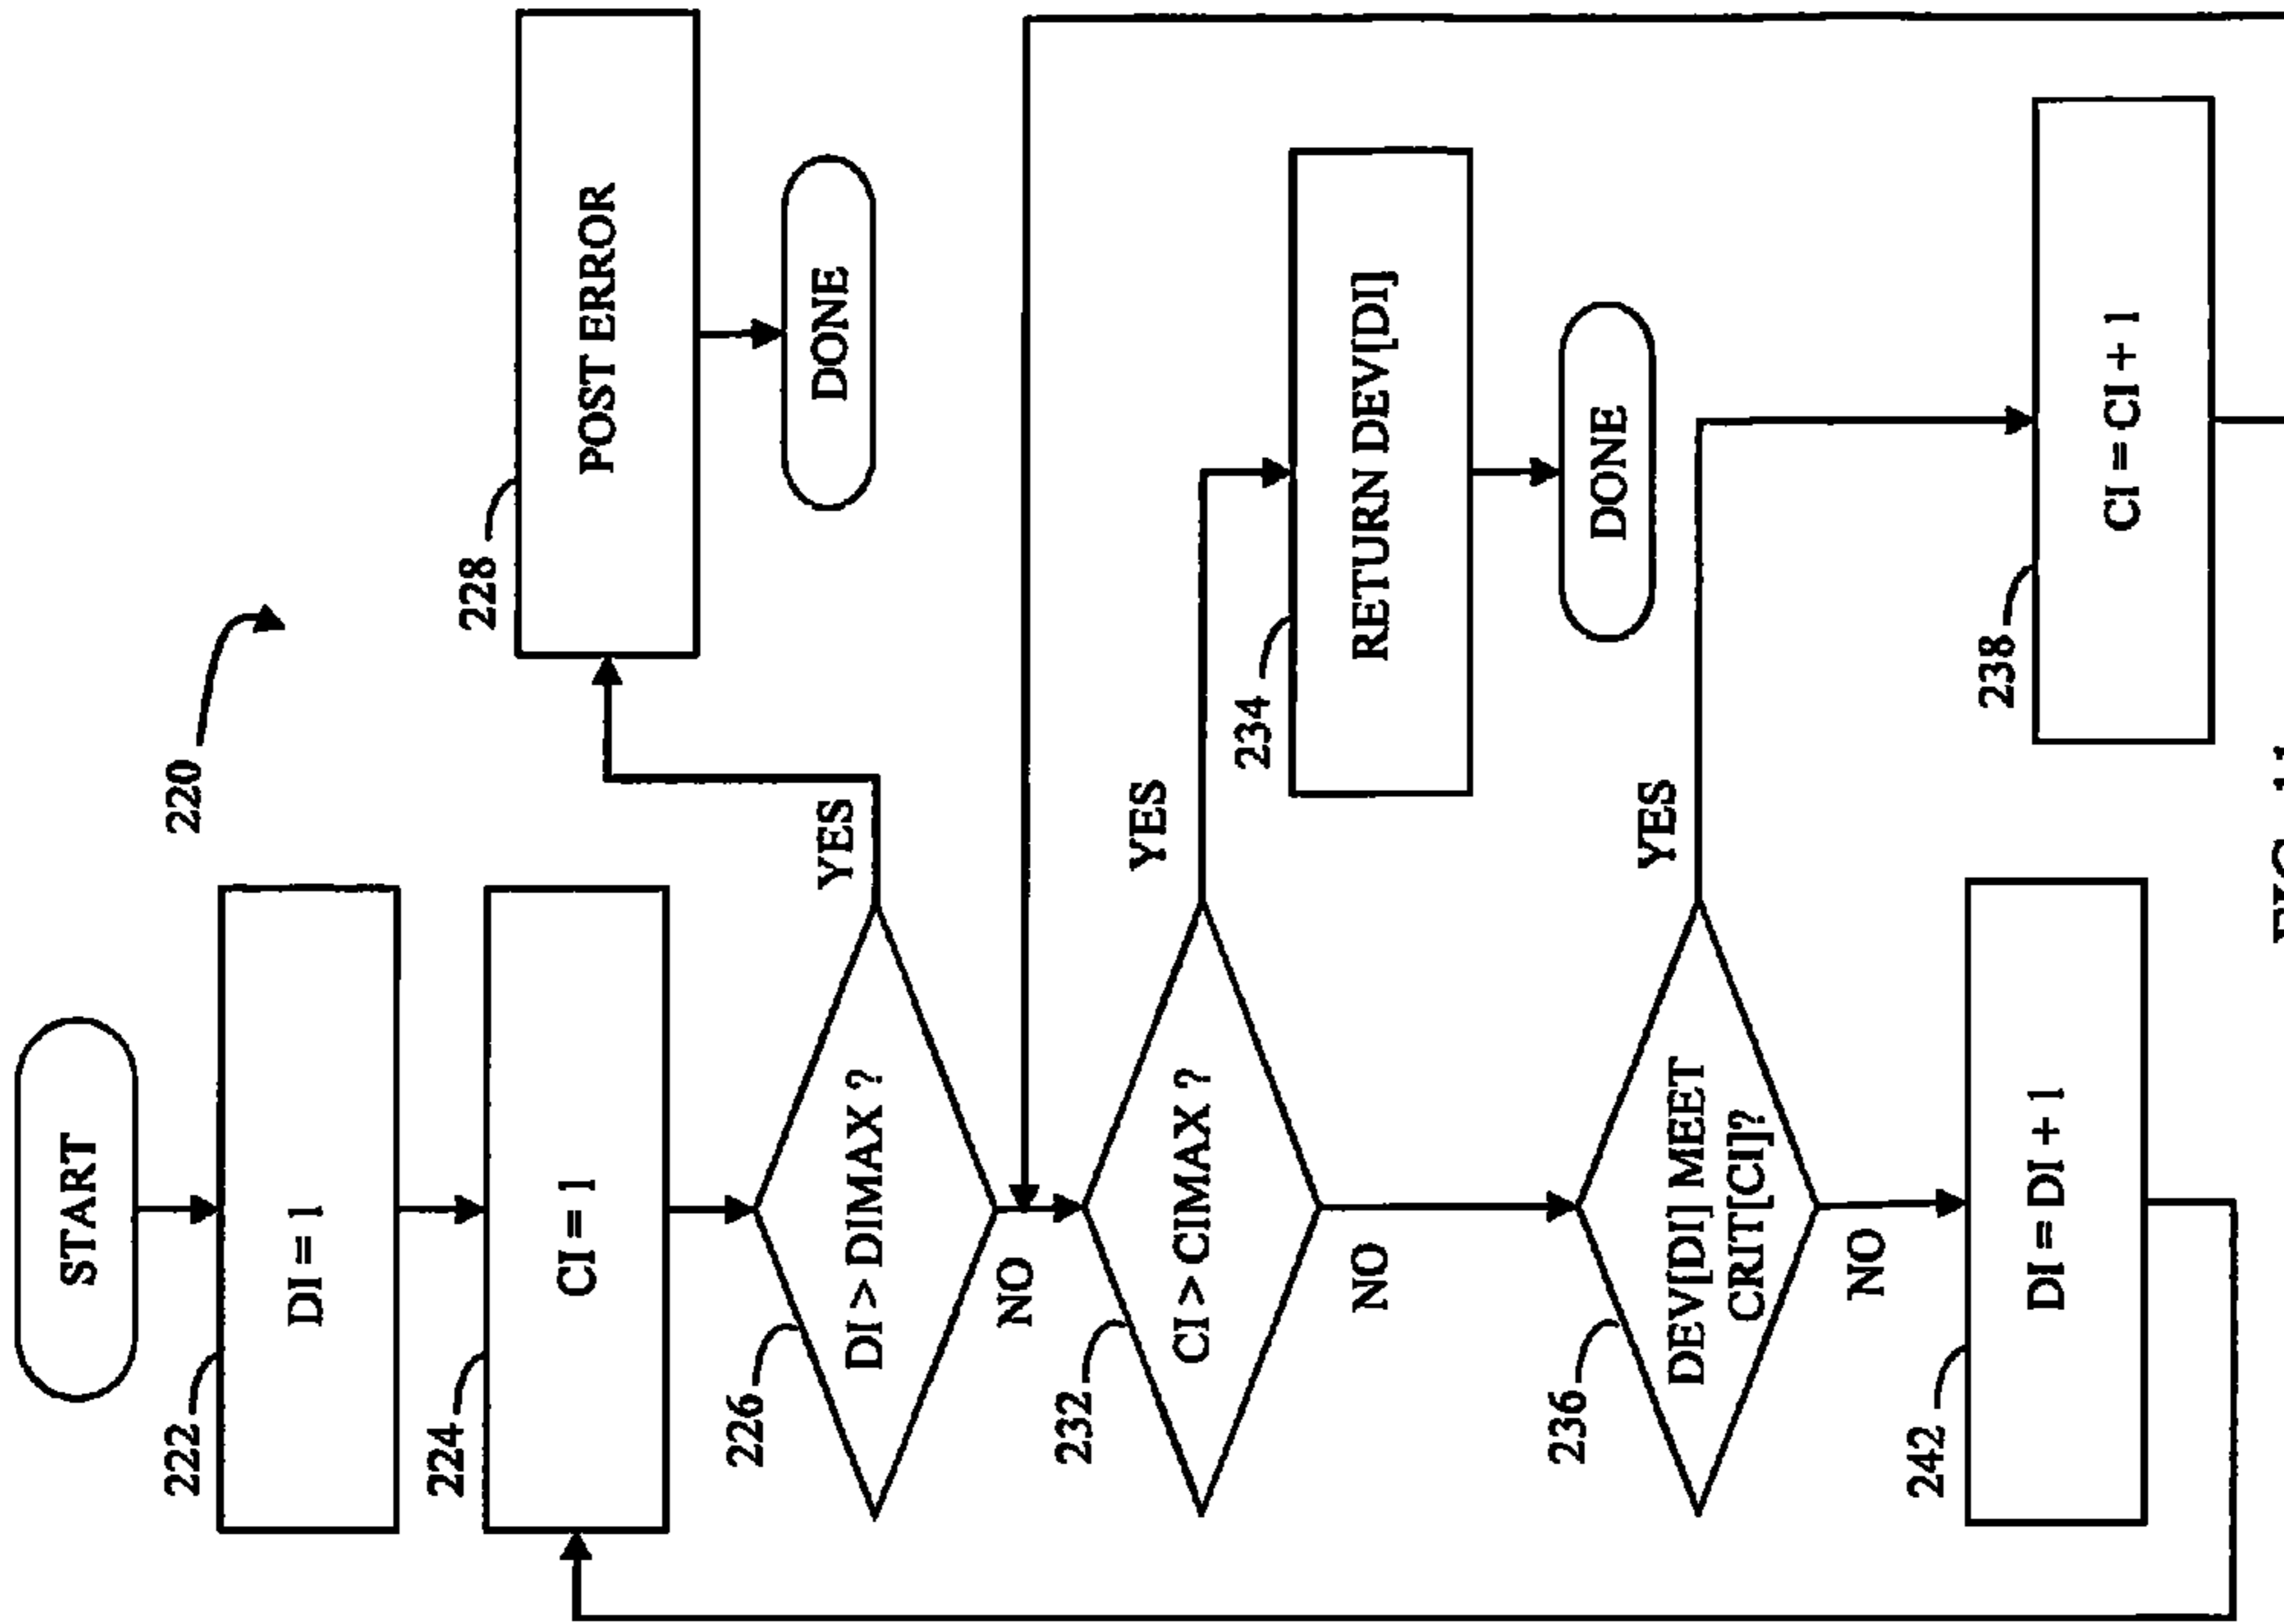 220
START
222
DI = 1
224
CI = 1
226
DI > DIMAX ?
YES
228
POST ERROR
DONE
NO
232
CI > CIMAX ?
YES
234
RETURN DEV[DI]
DONE
NO
236
DEV[DI] MEET
CRIT[CI]?
YES
238
CI = CI + 1
NO
242
DI = DI + 1